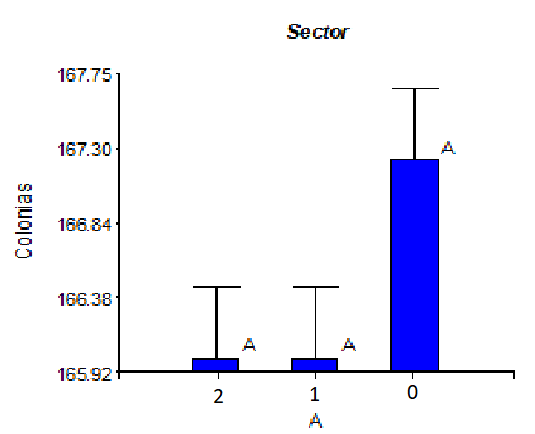 Sector
167.75
167.30
166.84
166.38
165.92
Colonias
A
A
A
2
1
0
A